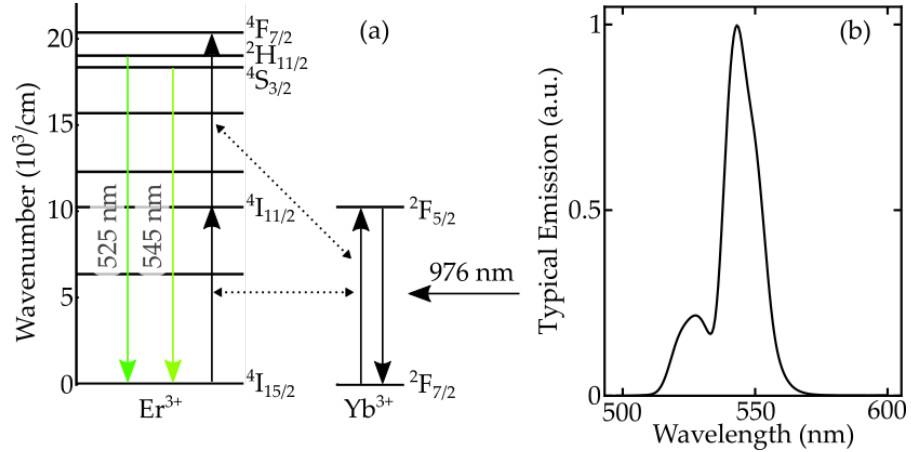 (a)
Wavenumber (10³/cm)
20
15
10
5
0
⁴F₇/₂
²H₁₁/₂
⁴S₃/₂
⁴I₁₁/₂
⁴I₁₅/₂
525 nm
545 nm
Er³⁺
²F₅/₂
976 nm
²F₇/₂
Yb³⁺
(b)
Typical Emission (a.u.)
1
0.5
0
500
550
600
Wavelength (nm)